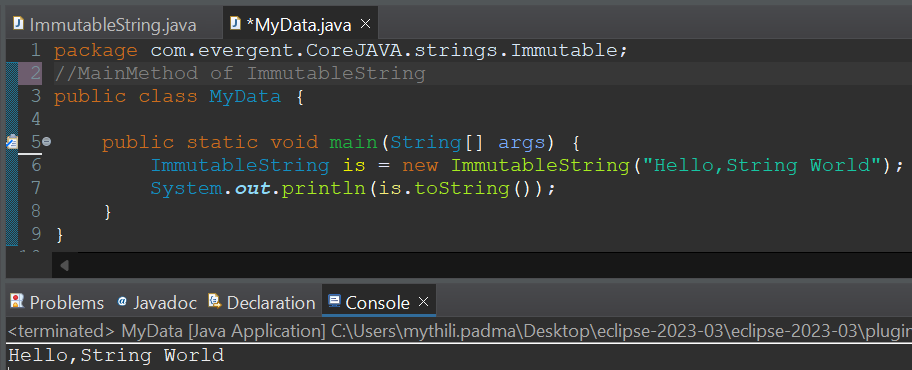 ImmutableString.java *MyData.java
1 package com.evergent.CoreJAVA.strings.Immutable;
2 //MainMethod of ImmutableString
3 public class MyData {
4
5 public static void main(String[] args) {
6 ImmutableString is = new ImmutableString("Hello,String World");
7 System.out.println(is.toString());
8 }
9 }
Problems @ Javadoc Declaration Console
<terminated> MyData [Java Application] C:\Users\mythili.padma\Desktop\eclipse-2023-03\eclipse-2023-03\plugin
Hello,String World